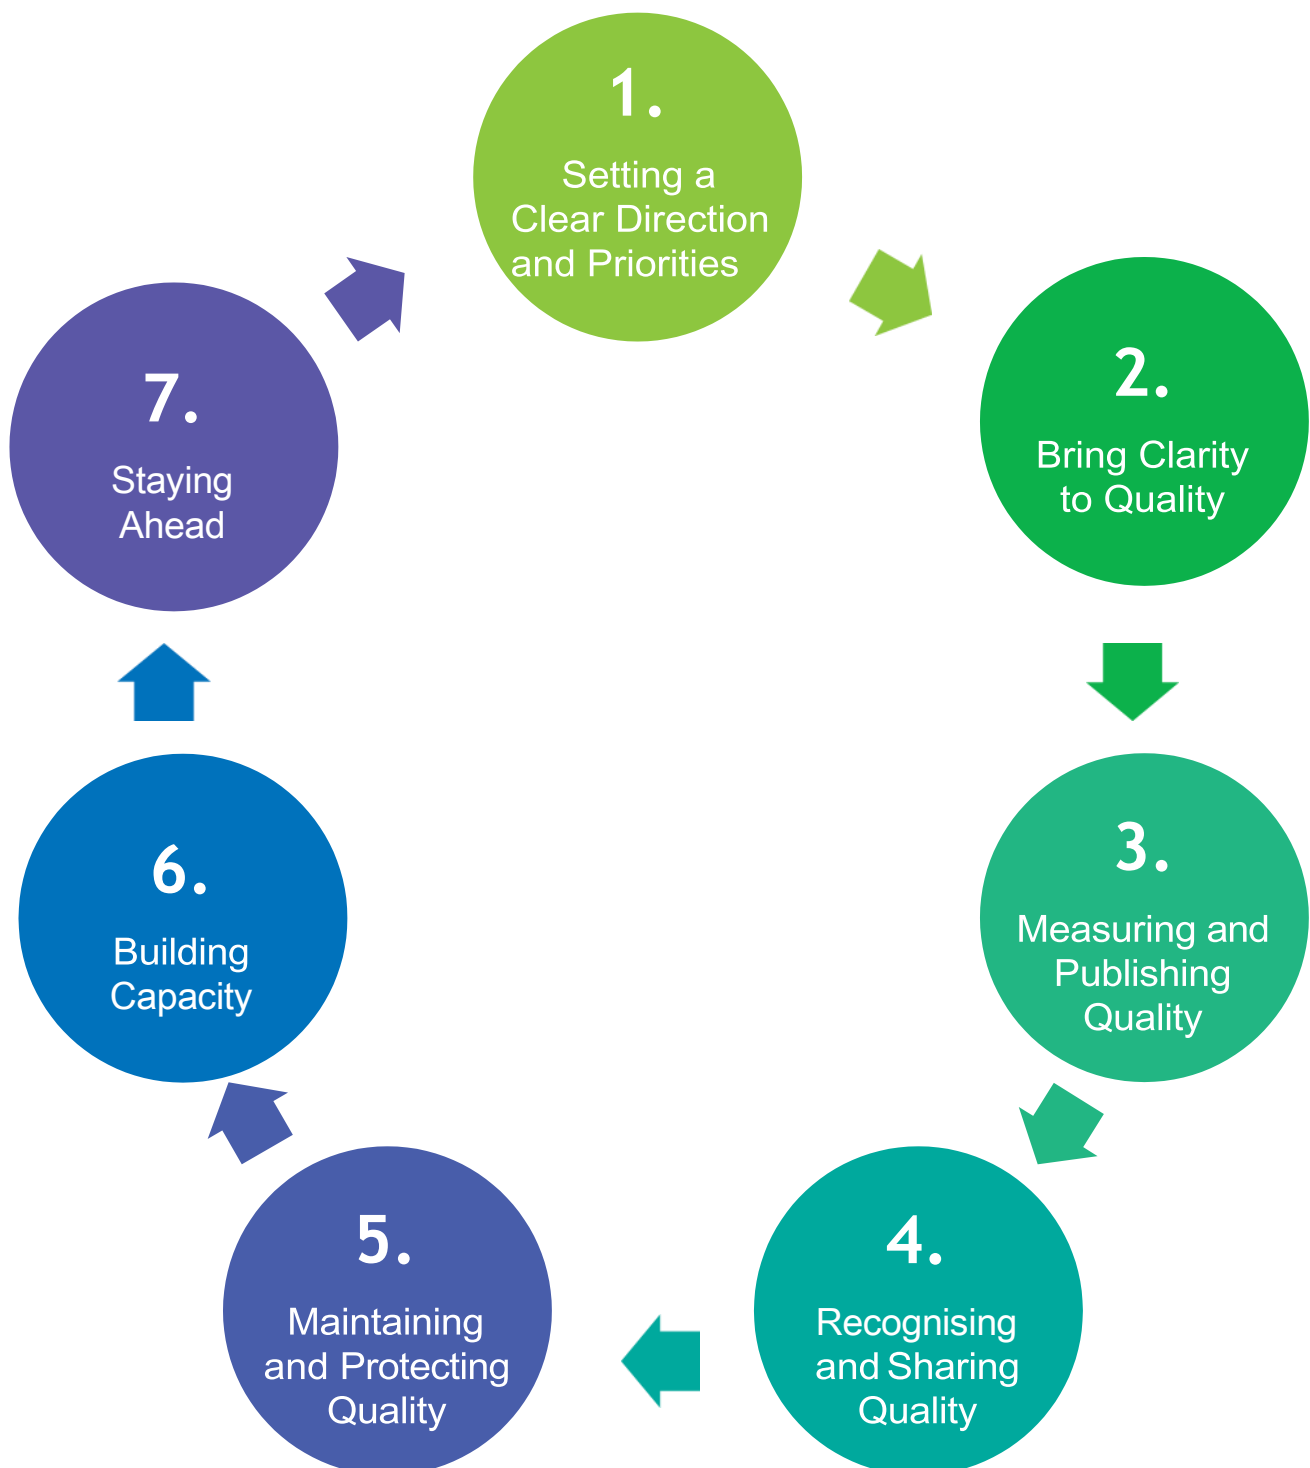 1.
Setting a
Clear Direction
and Priorities
2.
Bring Clarity
to Quality
3.
Measuring and
Publishing
Quality
4.
Recognising
and Sharing
Quality
5.
Maintaining
and Protecting
Quality
6.
Building
Capacity
7.
Staying
Ahead